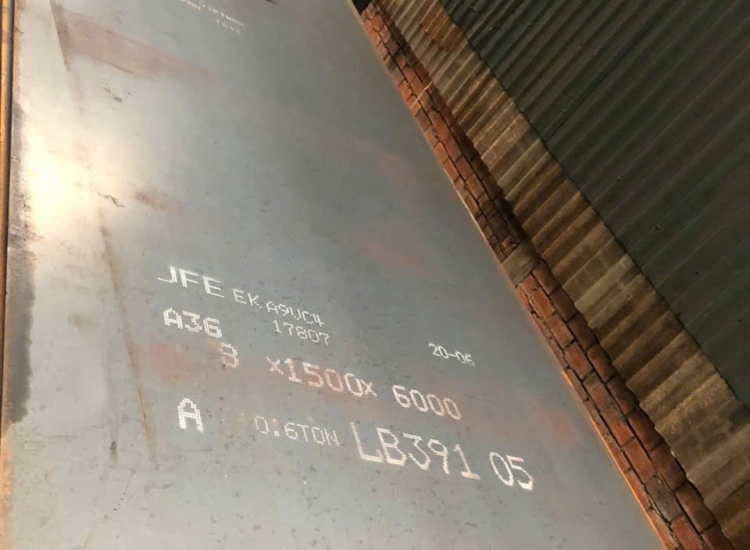 JFE EK A9UC4
A36 17807 20-06
8 x1500x 6000
A 0.6TON LB391 05